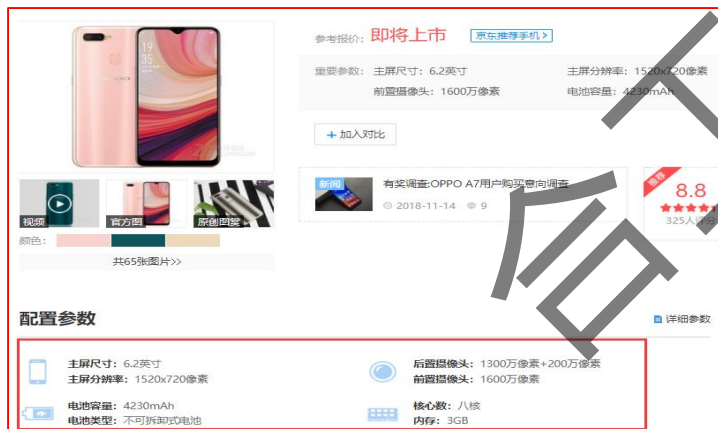 参考报价： 即将上市 京东推荐手机>
重要参数： 主屏尺寸：6.2英寸 主屏分辨率：1520x720像素
前置摄像头：1600万像素 电池容量：4230mAh
+加入对比
新闻 有奖调查:OPPO A7用户购买意向调查
2018-11-14 9
推荐
8.8
325人评分
视频 官方图 原创图赏
颜色：
共65张图片>>
配置参数 详细参数
主屏尺寸：6.2英寸 后置摄像头：1300万像素+200万像素
主屏分辨率：1520x720像素 前置摄像头：1600万像素
电池容量：4230mAh 核心数：八核
电池类型：不可拆卸式电池 内存：3GB